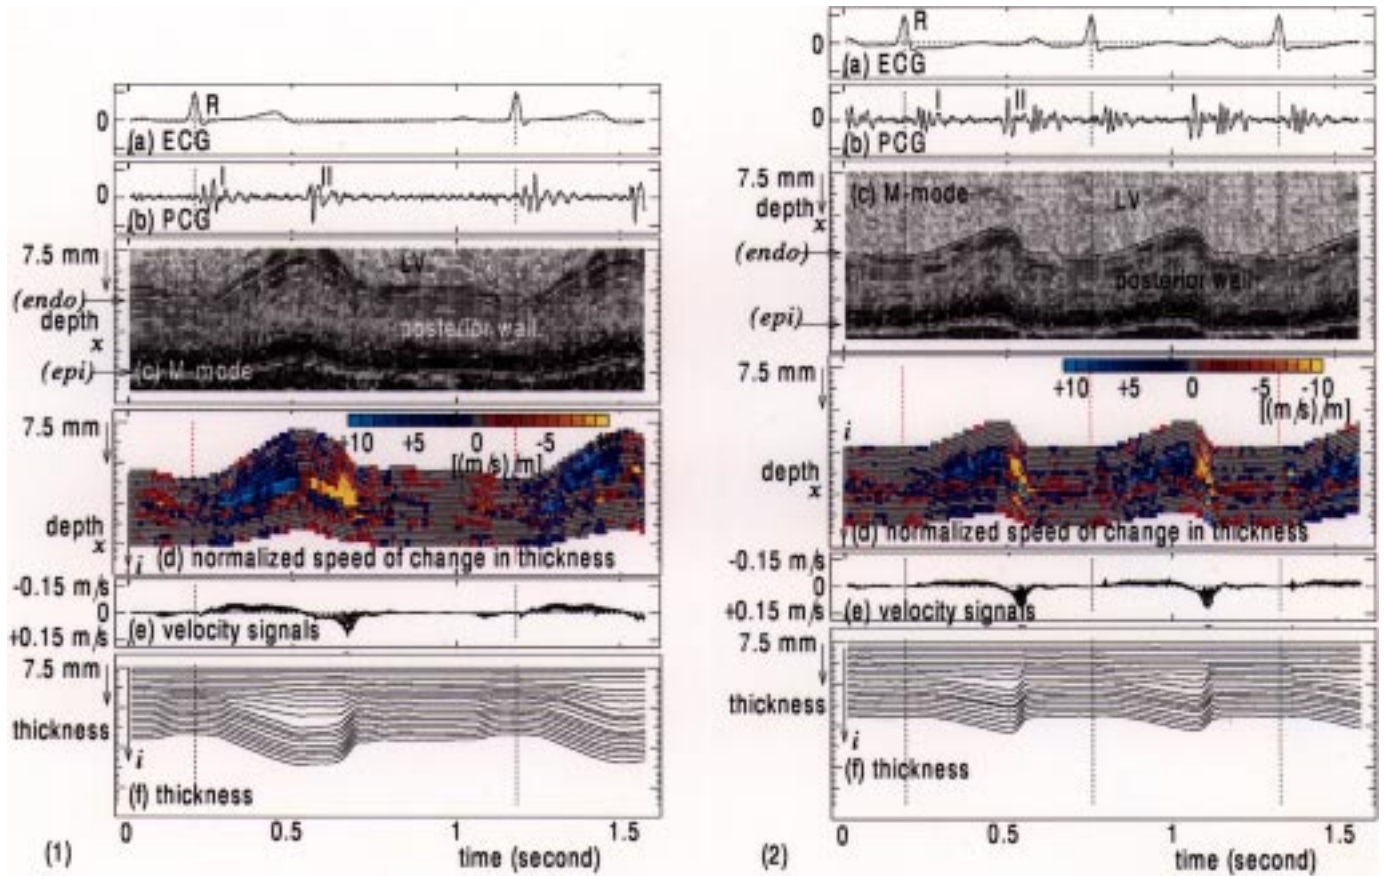 R
0
(a) ECG
I
II
0
(b) PCG
7.5 mm
LV
(endo)
depth
posterior wall
x
(epi)
(c) M-mode
7.5 mm
+10 +5 0 -5
[(m/s)/m]
depth
x
i (d) normalized speed of change in thickness
-0.15 m/s
0
+0.15 m/s
(e) velocity signals
7.5 mm
thickness
i
(f) thickness
0 0.5 1 1.5
(1)
time (second)
R
0
(a) ECG
I
II
0
(b) PCG
7.5 mm
(c) M-mode
depth
LV
x
(endo)
posterior wall
(epi)
7.5 mm
+10 +5 0 -5 -10
[(m/s)/m]
i
depth
x
(d) normalized speed of change in thickness
-0.15 m/s
0
+0.15 m/s
(e) velocity signals
7.5 mm
thickness
i
(f) thickness
0 0.5 1 1.5
(2)
time (second)